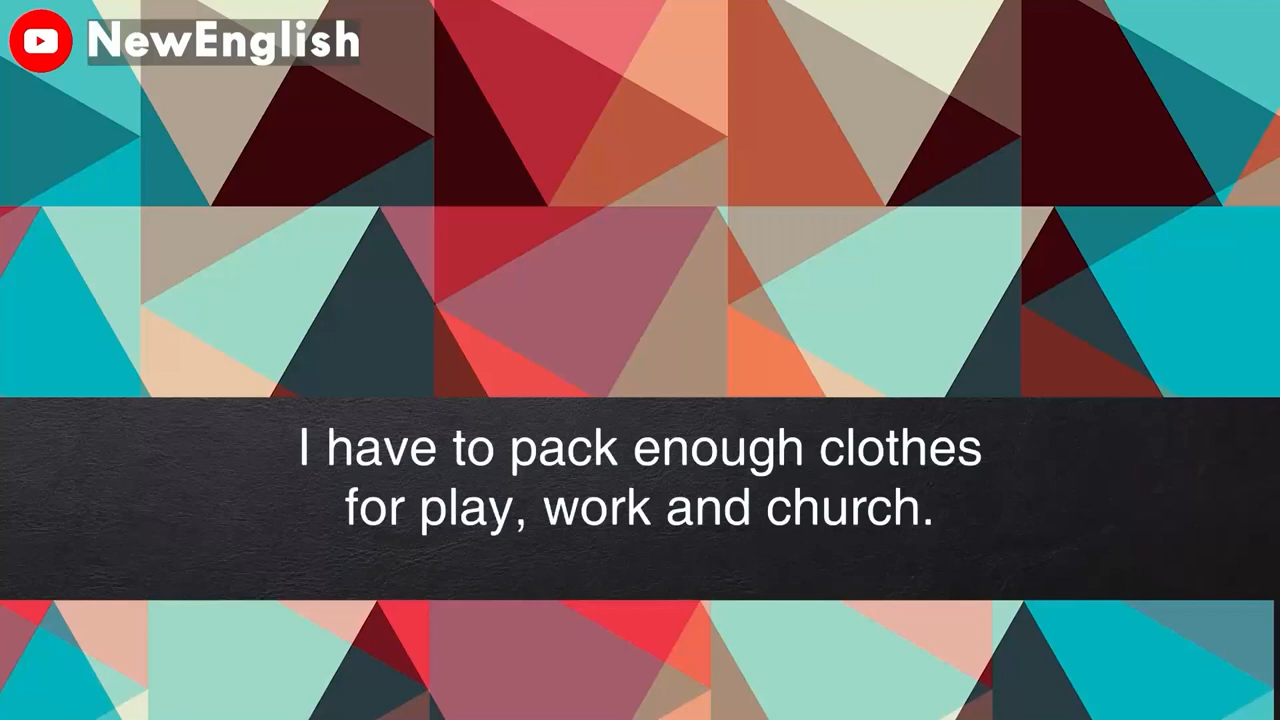 NewEnglish
I have to pack enough clothes
for play, work and church.